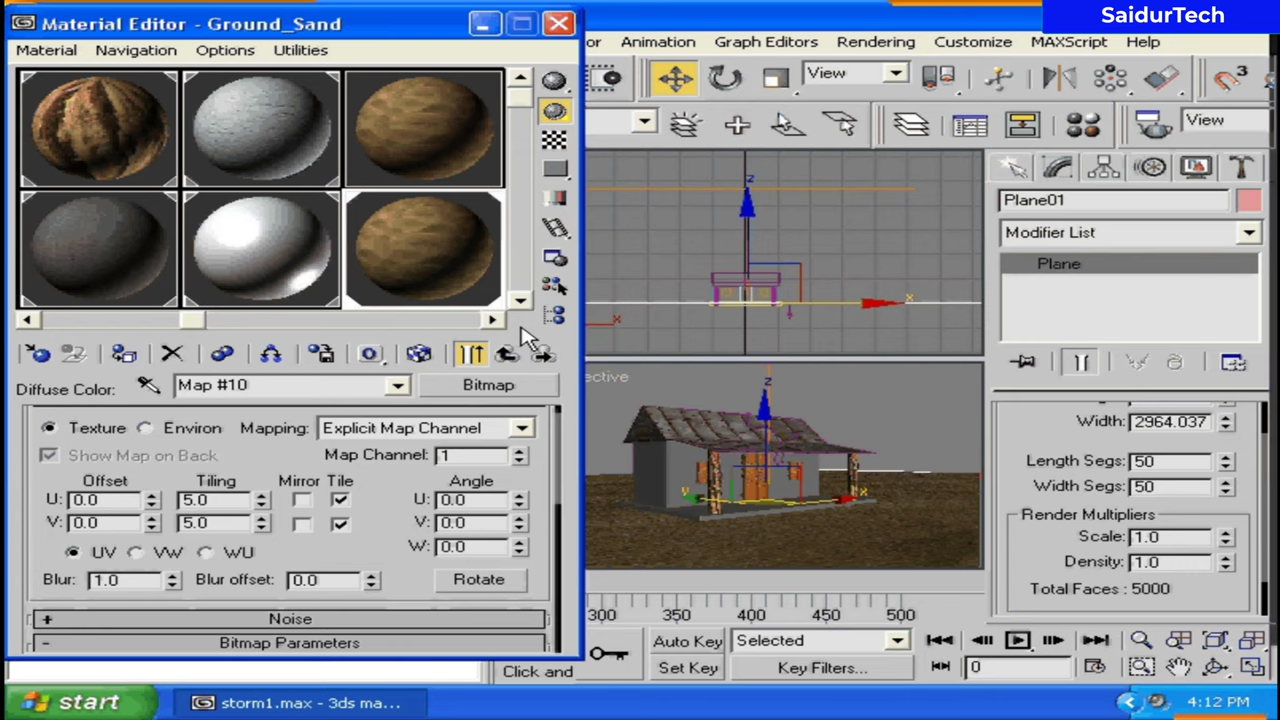 SaidurTech
Material Editor - Ground_Sand
Material Navigation Options Utilities
or Animation Graph Editors Rendering Customize MAXScript Help
View
3
View
z
x
x
Plane01
Modifier List
Plane
Diffuse Color: Map #10 Bitmap
Texture Environ Mapping: Explicit Map Channel
Show Map on Back Map Channel: 1
Offset Tiling Mirror Tile Angle
U: 0.0 5.0 U: 0.0
V: 0.0 5.0 V: 0.0
W: 0.0
UV VW WU
Blur: 1.0 Blur offset: 0.0 Rotate
+ Noise
- Bitmap Parameters
ective
z
y
x
Width: 2964.037
Length Segs: 50
Width Segs: 50
Render Multipliers
Scale: 1.0
Density: 1.0
Total Faces : 5000
300 350 400 450 500
Auto Key Selected
Set Key Key Filters...
0
Click and
start storm1.max - 3ds ma... 4:12 PM